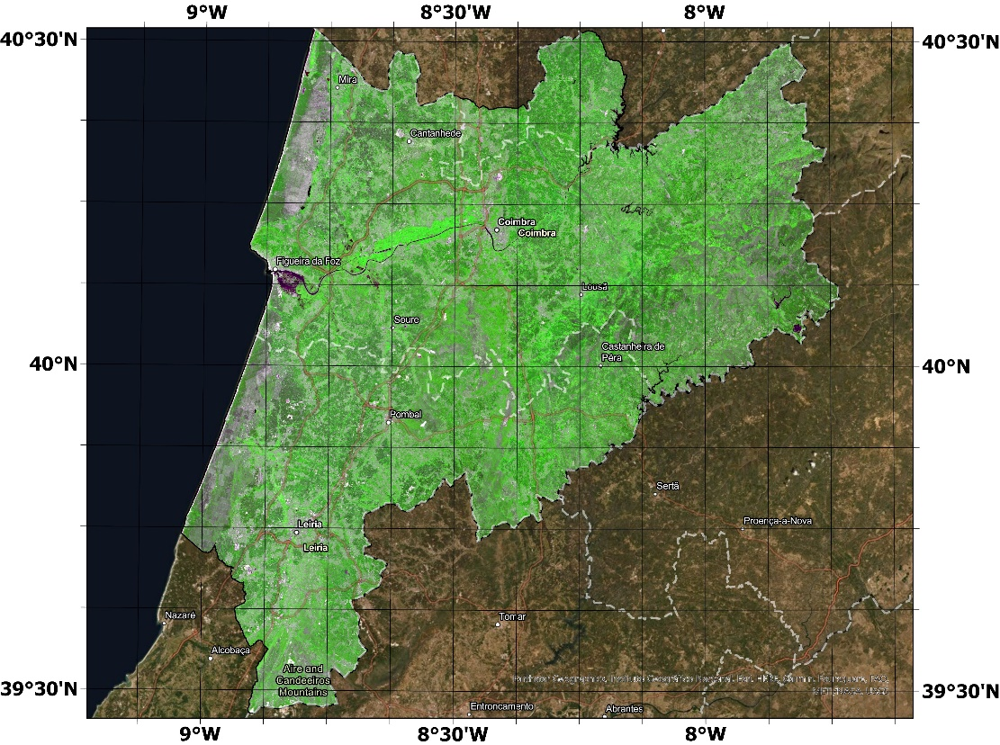 9°W 8°30'W 8°W
40°30'N 40°30'N
Mira
Cantanhede
Coimbra
Coimbra
Figueira da Foz
Lousã
Soure
Castanheira de
Pêra
40°N 40°N
Pombal
Sertã
Leiria
Proença-a-Nova
Leiria
Nazaré
Tomar
Alcobaça
Aire and
Candeeiros
Mountains
39°30'N 39°30'N
Entroncamento
Abrantes
9°W 8°30'W 8°W